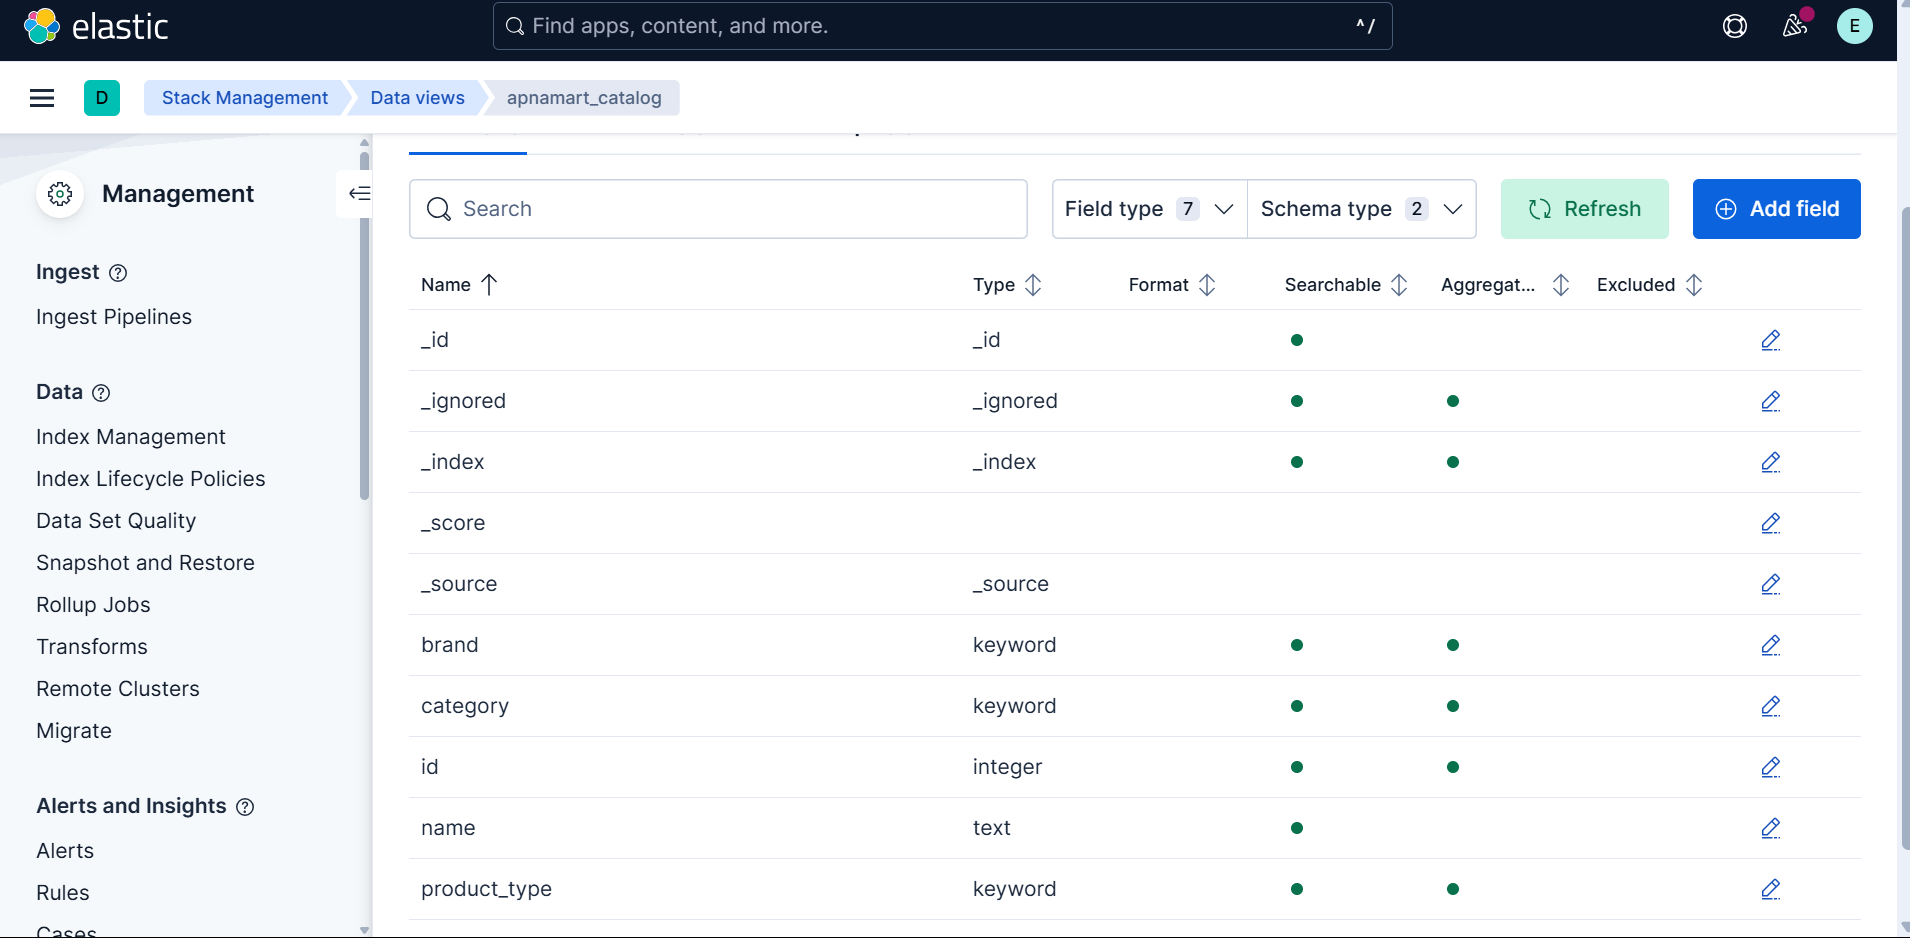 elastic
Find apps, content, and more.
^/
E
D
Stack Management
Data views
apnamart_catalog
Management
Ingest
Ingest Pipelines
Data
Index Management
Index Lifecycle Policies
Data Set Quality
Snapshot and Restore
Rollup Jobs
Transforms
Remote Clusters
Migrate
Alerts and Insights
Alerts
Rules
Cases
Search
Field type 7
Schema type 2
Refresh
Add field
Name Type Format Searchable Aggregat... Excluded
_id _id
_ignored _ignored
_index _index
_score
_source _source
brand keyword
category keyword
id integer
name text
product_type keyword